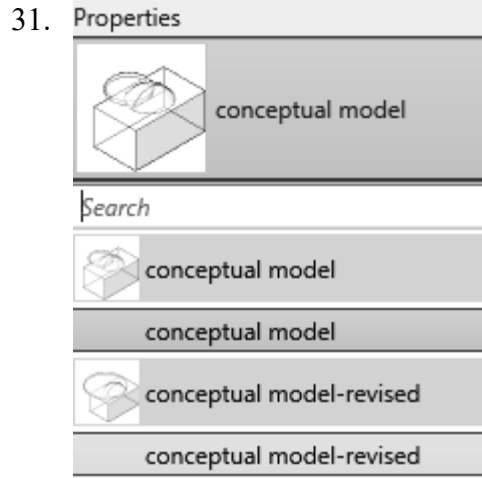 31. Properties
conceptual model
Search
conceptual model
conceptual model
conceptual model-revised
conceptual model-revised